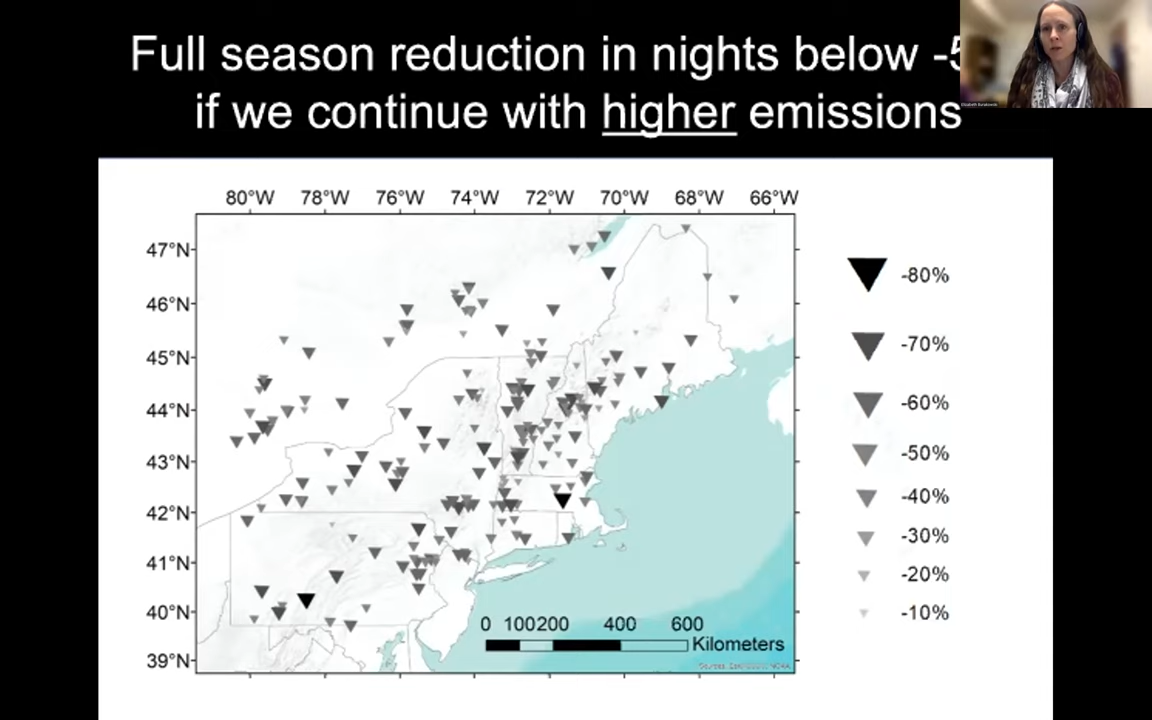 Full season reduction in nights below -5
if we continue with higher emissions
80°W 78°W 76°W 74°W 72°W 70°W 68°W 66°W
47°N
46°N
45°N
44°N
43°N
42°N
41°N
40°N
39°N
-80%
-70%
-60%
-50%
-40%
-30%
-20%
-10%
0 100 200 400 600
Kilometers